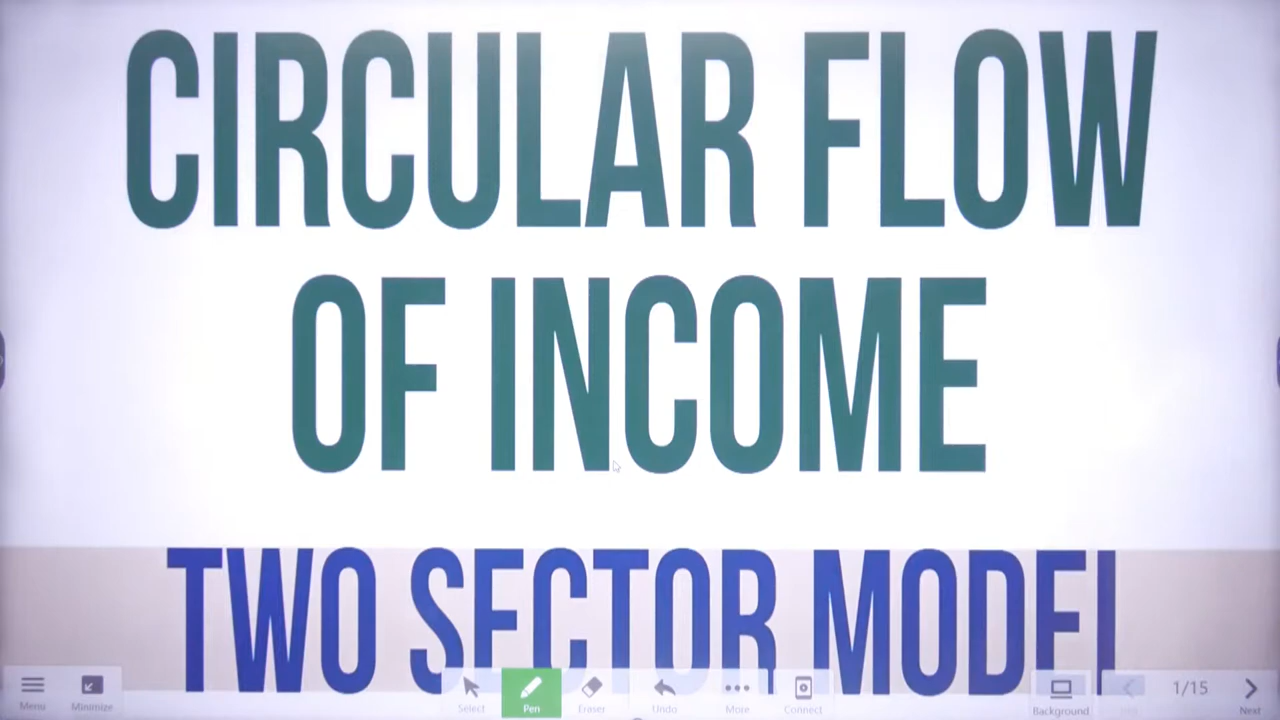 CIRCULAR FLOW
OF INCOME
TWO SECTOR MODEL
Menu
Minimize
Select
Pen
Eraser
Undo
More
Connect
Background
1/15
Next